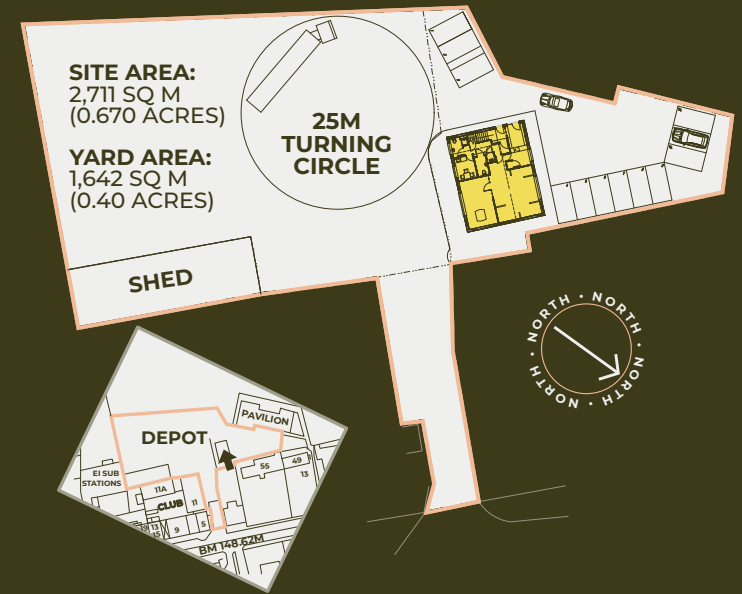 SITE AREA:
2,711 SQ M
(0.670 ACRES)
YARD AREA:
1,642 SQ M
(0.40 ACRES)
25M
TURNING
CIRCLE
SHED
NORTH • NORTH • NORTH • NORTH •
DEPOT
PAVILION
EI SUB
STATIONS
55
49
13
11A
CLUB
11
13
15
9
5
BM 148.62M